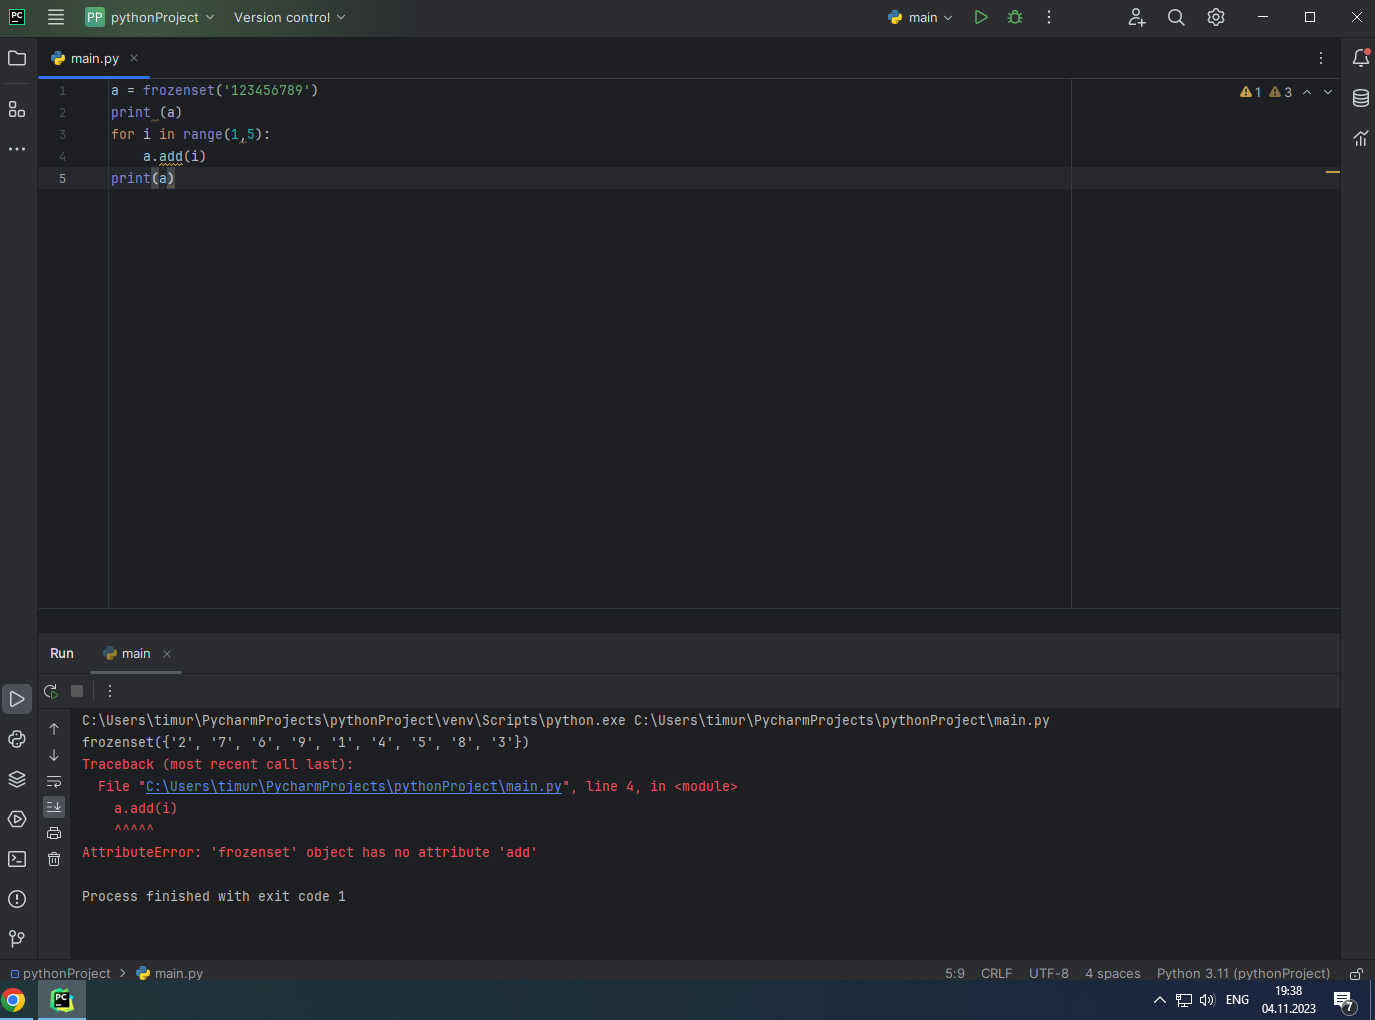 PC PP pythonProject Version control main
main.py
1 3
1 a = frozenset('123456789')
2 print (a)
3 for i in range(1,5):
4     a.add(i)
5 print(a)
Run main
C:\Users\timur\PycharmProjects\pythonProject\venv\Scripts\python.exe C:\Users\timur\PycharmProjects\pythonProject\main.py
frozenset({'2', '7', '6', '9', '1', '4', '5', '8', '3'})
Traceback (most recent call last):
  File "C:\Users\timur\PycharmProjects\pythonProject\main.py", line 4, in <module>
    a.add(i)
    ^^^^^
AttributeError: 'frozenset' object has no attribute 'add'
Process finished with exit code 1
pythonProject > main.py 5:9 CRLF UTF-8 4 spaces Python 3.11 (pythonProject)
PC ENG 19:38
04.11.2023 7